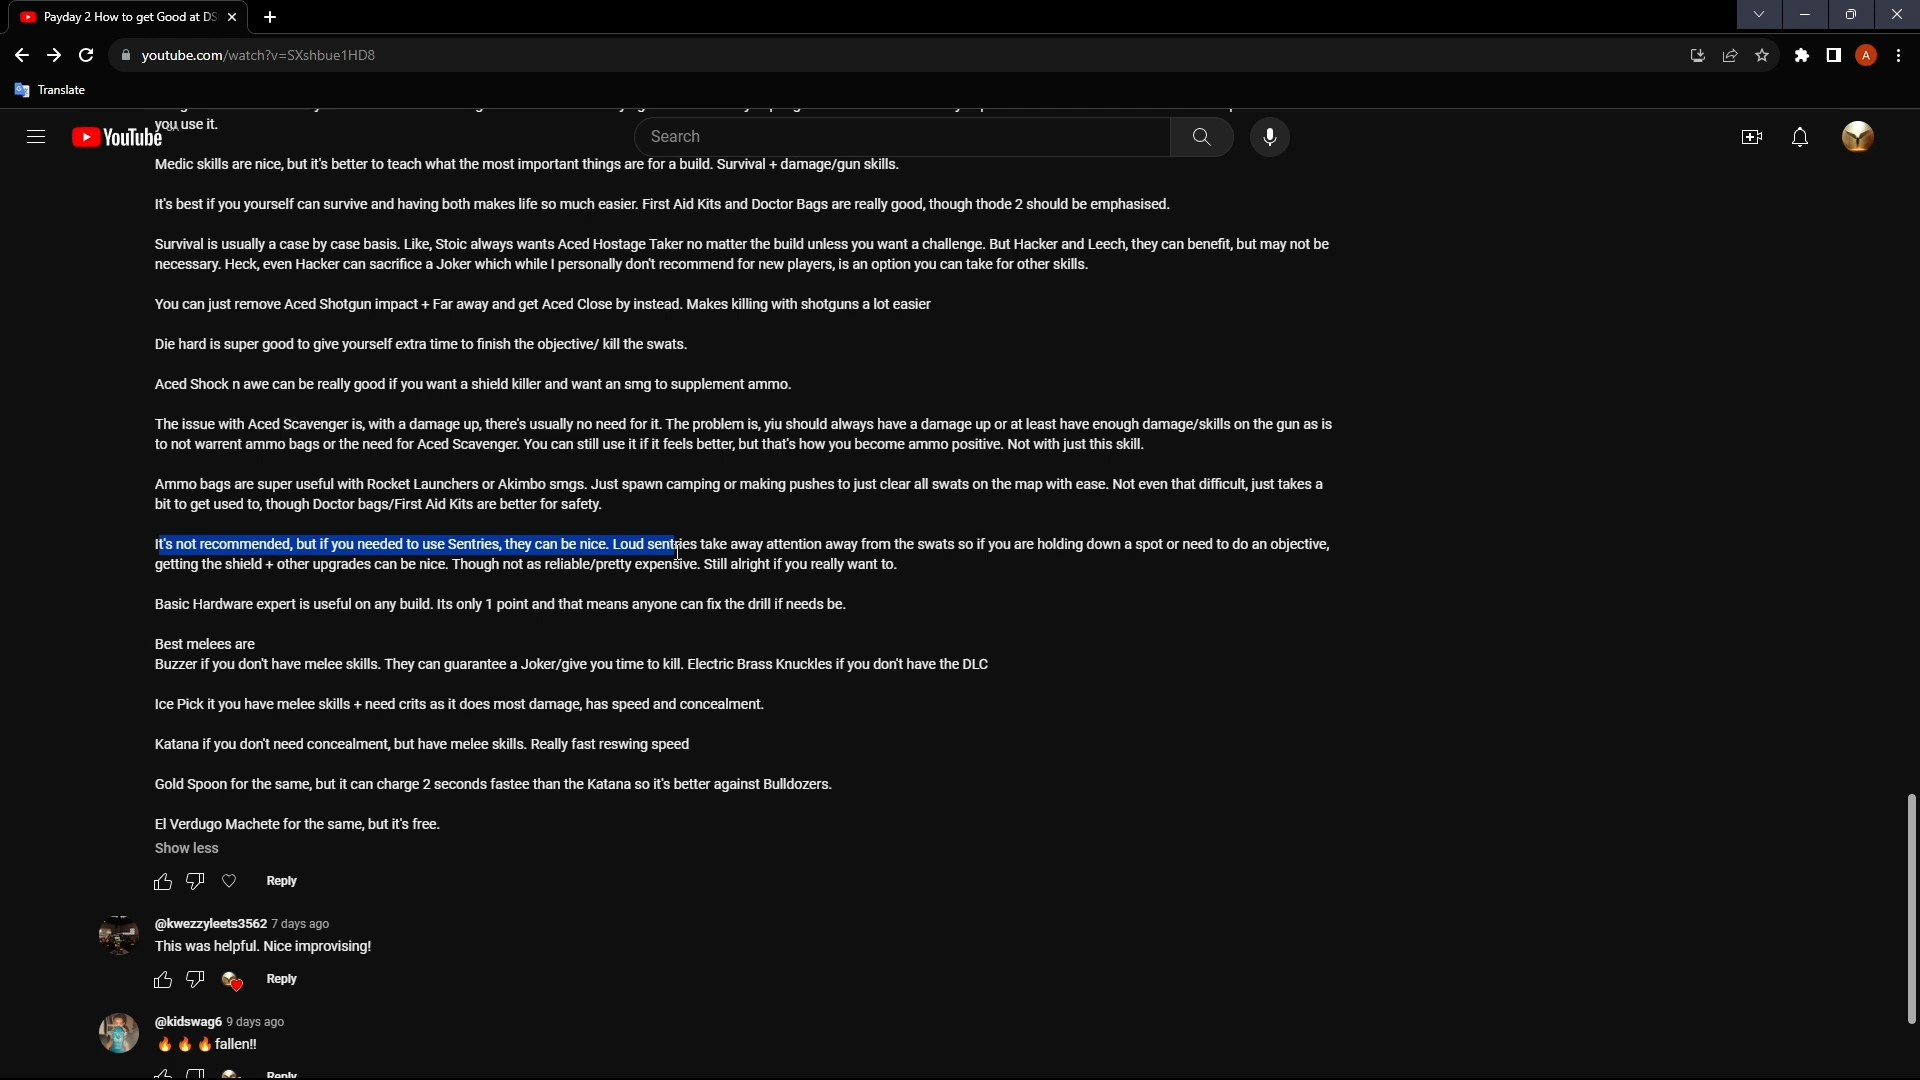 Payday 2 How to get Good at DS
youtube.com/watch?v=SXshbue1HD8
A
Translate
you use it.
YouTube CA
Search
Medic skills are nice, but it's better to teach what the most important things are for a build. Survival + damage/gun skills.
It's best if you yourself can survive and having both makes life so much easier. First Aid Kits and Doctor Bags are really good, though thode 2 should be emphasised.
Survival is usually a case by case basis. Like, Stoic always wants Aced Hostage Taker no matter the build unless you want a challenge. But Hacker and Leech, they can benefit, but may not be
necessary. Heck, even Hacker can sacrifice a Joker which while I personally don't recommend for new players, is an option you can take for other skills.
You can just remove Aced Shotgun impact + Far away and get Aced Close by instead. Makes killing with shotguns a lot easier
Die hard is super good to give yourself extra time to finish the objective/ kill the swats.
Aced Shock n awe can be really good if you want a shield killer and want an smg to supplement ammo.
The issue with Aced Scavenger is, with a damage up, there's usually no need for it. The problem is, yiu should always have a damage up or at least have enough damage/skills on the gun as is
to not warrent ammo bags or the need for Aced Scavenger. You can still use it if it feels better, but that's how you become ammo positive. Not with just this skill.
Ammo bags are super useful with Rocket Launchers or Akimbo smgs. Just spawn camping or making pushes to just clear all swats on the map with ease. Not even that difficult, just takes a
bit to get used to, though Doctor bags/First Aid Kits are better for safety.
It's not recommended, but if you needed to use Sentries, they can be nice. Loud sentries take away attention away from the swats so if you are holding down a spot or need to do an objective,
getting the shield + other upgrades can be nice. Though not as reliable/pretty expensive. Still alright if you really want to.
Basic Hardware expert is useful on any build. Its only 1 point and that means anyone can fix the drill if needs be.
Best melees are
Buzzer if you don't have melee skills. They can guarantee a Joker/give you time to kill. Electric Brass Knuckles if you don't have the DLC
Ice Pick it you have melee skills + need crits as it does most damage, has speed and concealment.
Katana if you don't need concealment, but have melee skills. Really fast reswing speed
Gold Spoon for the same, but it can charge 2 seconds fastee than the Katana so it's better against Bulldozers.
El Verdugo Machete for the same, but it's free.
Show less
Reply
@kwezzyleets3562 7 days ago
This was helpful. Nice improvising!
Reply
@kidswag6 9 days ago
🔥🔥🔥fallen!!
Reply